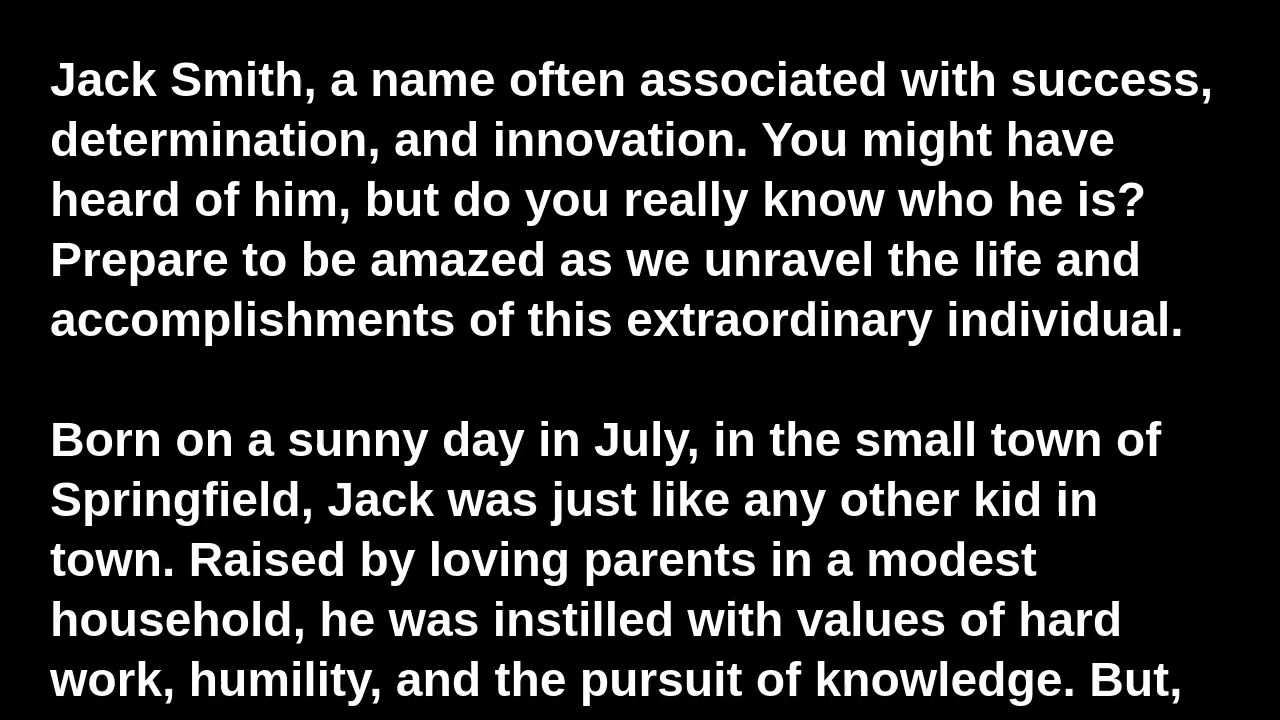 Jack Smith, a name often associated with success,
determination, and innovation. You might have
heard of him, but do you really know who he is?
Prepare to be amazed as we unravel the life and
accomplishments of this extraordinary individual.
Born on a sunny day in July, in the small town of
Springfield, Jack was just like any other kid in
town. Raised by loving parents in a modest
household, he was instilled with values of hard
work, humility, and the pursuit of knowledge. But,